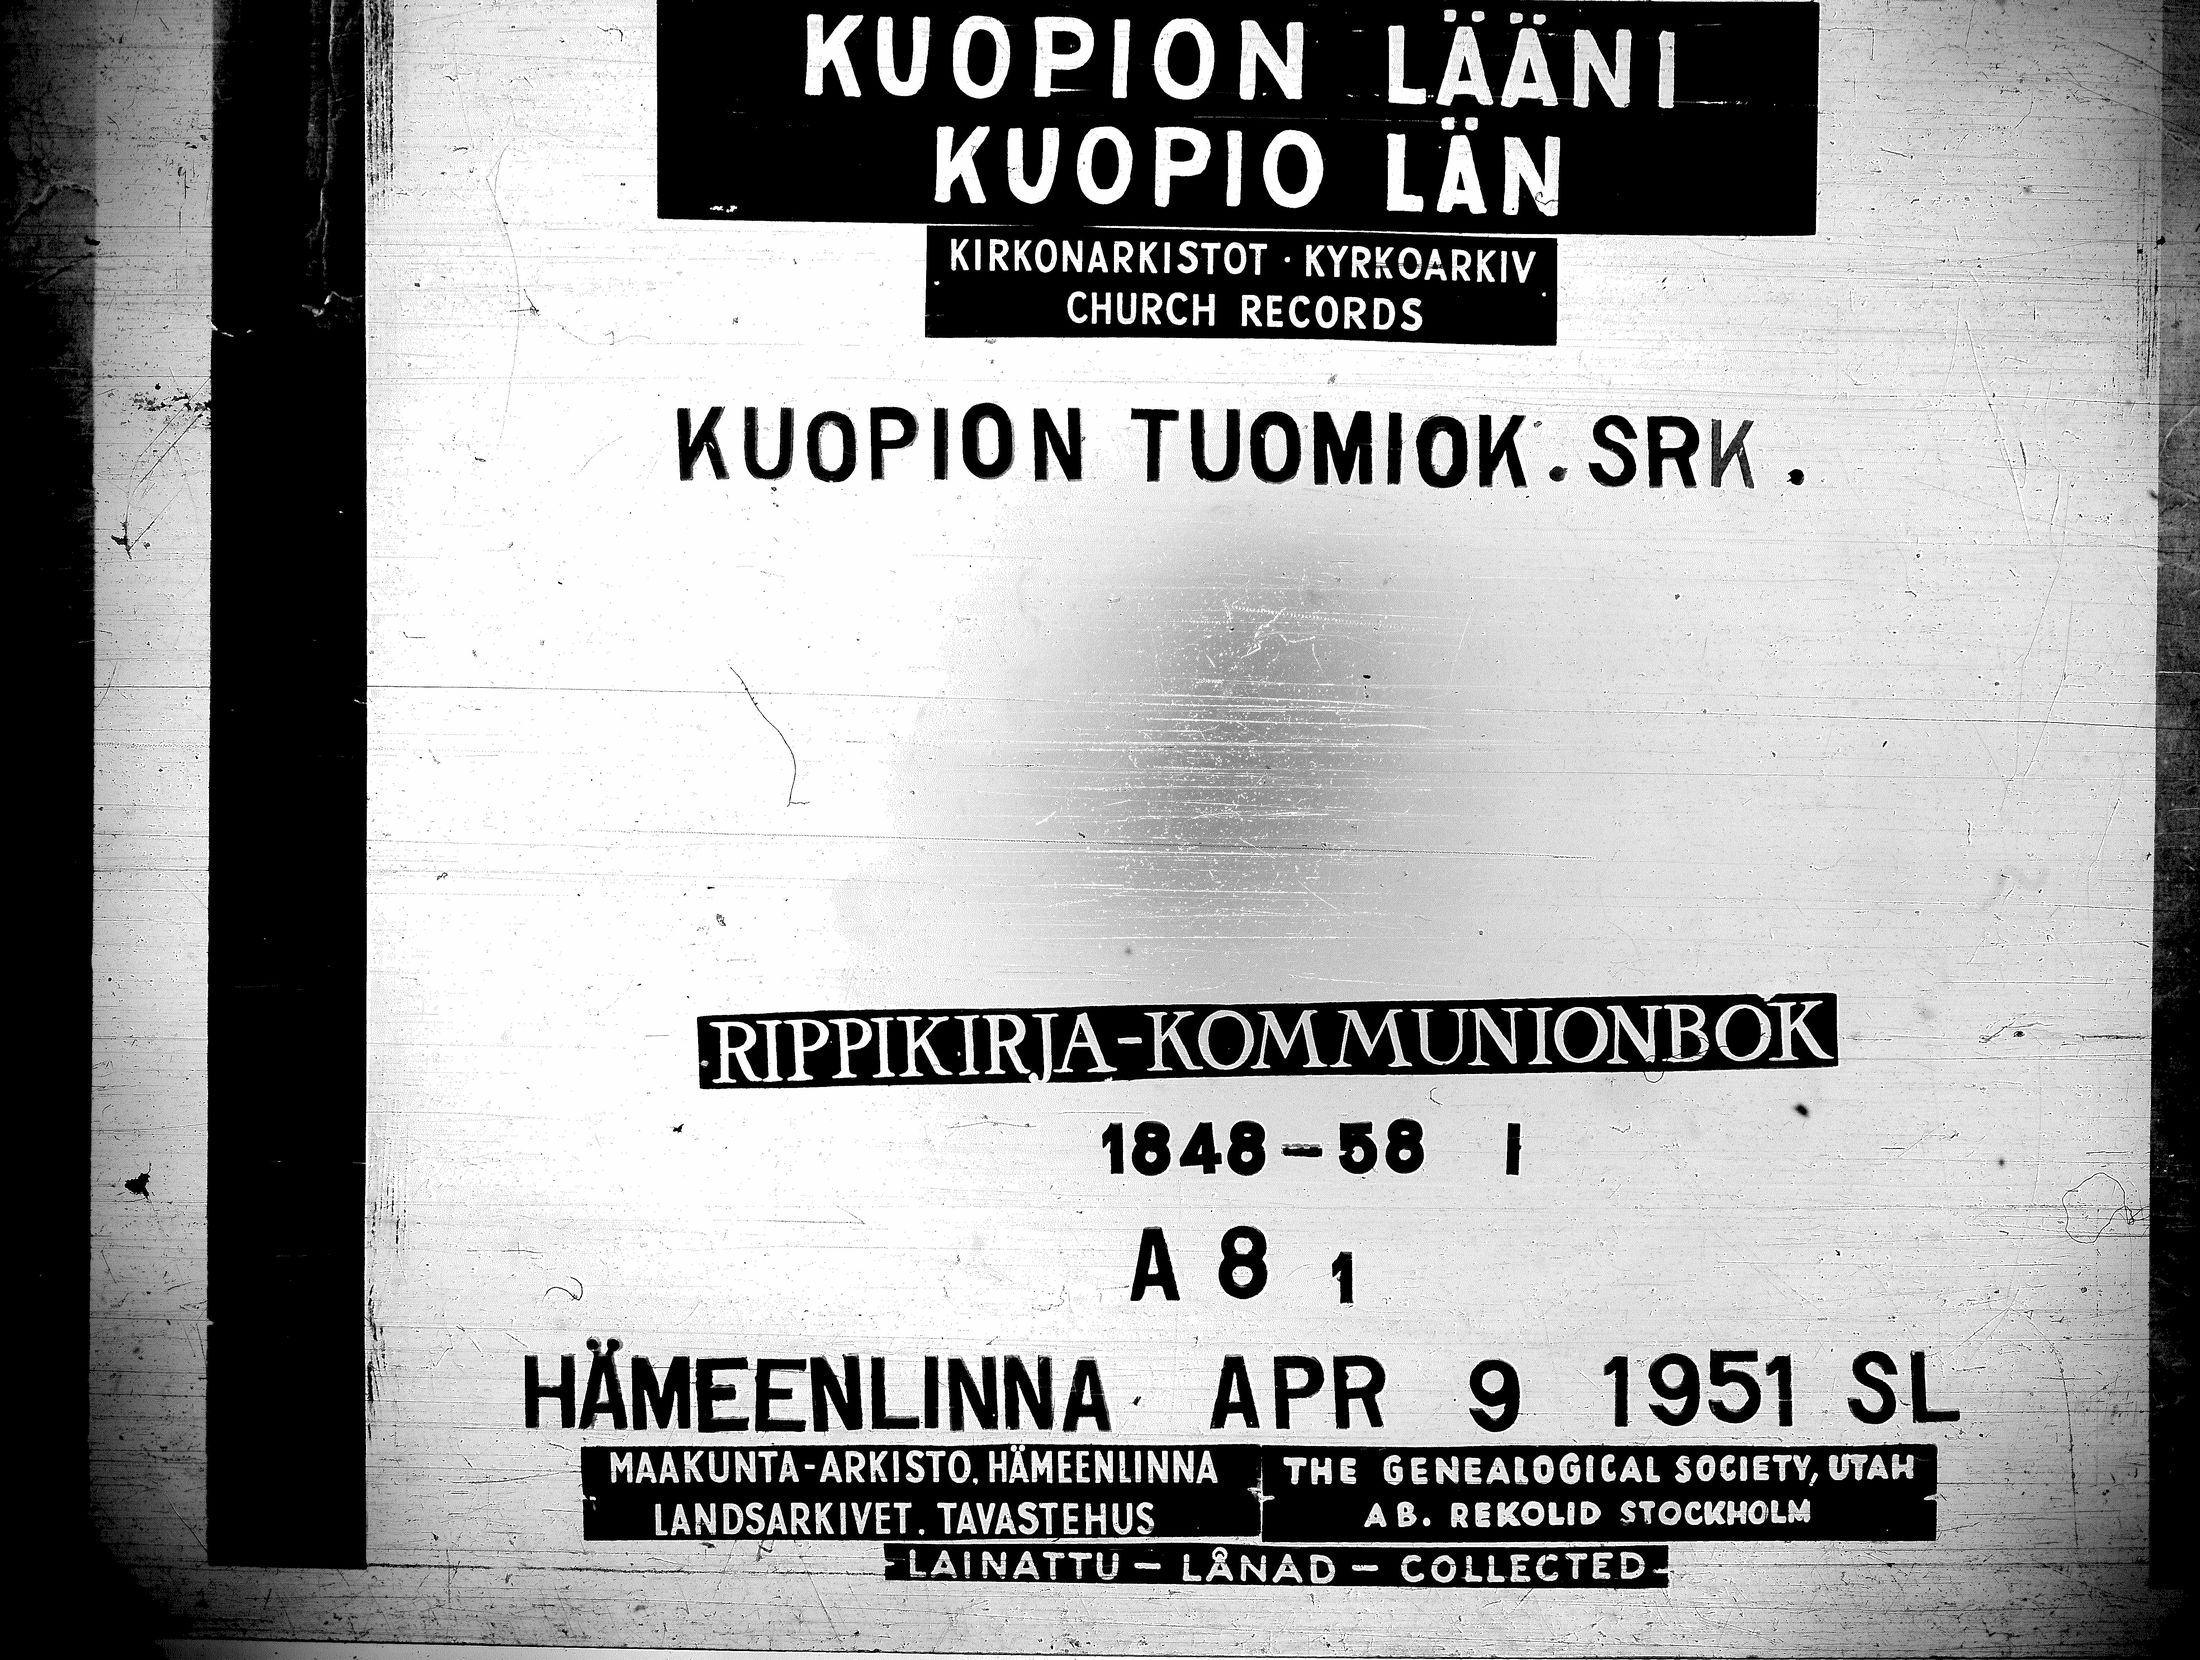 KUOPION LÄÄNI
KUOPIO LÄN
KIRKONARKISTOT · KYRKOARKIV
CHURCH RECORDS
KUOPION TUOMIOK. SRK.
RIPPIKIRJA-KOMMUNIONBOK
1848-58 I
A 8 1
HÄMEENLINNA APR 9 1951 SL
MAAKUNTA-ARKISTO, HÄMEENLINNA
LANDSARKIVET, TAVASTEHUS
THE GENEALOGICAL SOCIETY, UTAH
AB. REKOLID STOCKHOLM
LAINATTU - LÅNAD - COLLECTED